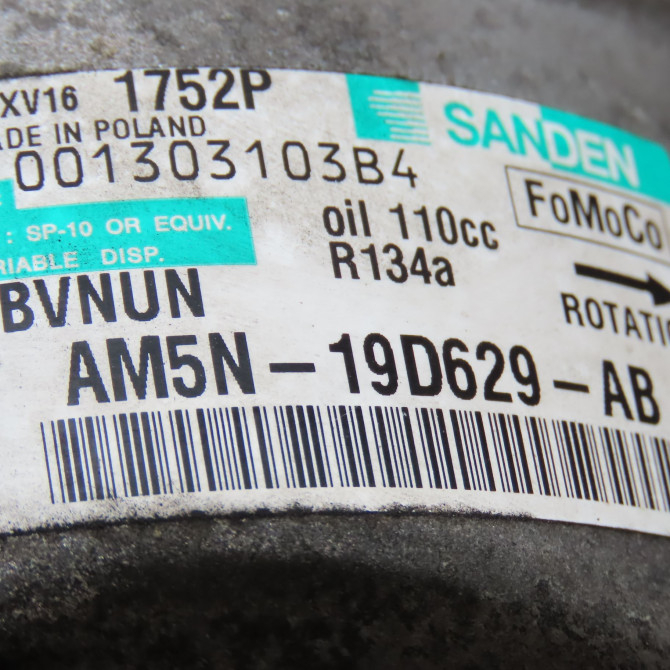 XV16 1752P
SANDEN
ADE IN POLAND
001303103B4
FoMoCo
: SP-10 OR EQUIV.
oil 110cc
RIABLE DISP.
R134a
BVNUN
ROTATIO
AM5N-19D629-AB